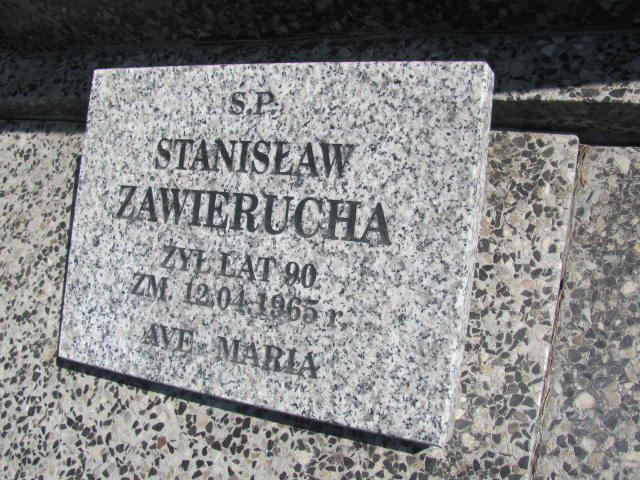 S.P.
STANISŁAW
ZAWIERUCHA
ŻYŁ LAT 90
ZM. 12.04.1965 r.
AVE MARIA